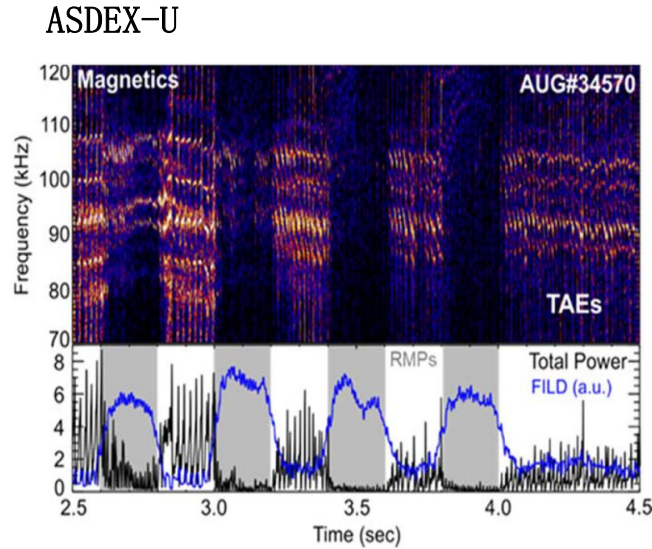 ASDEX-U
Magnetics
AUG#34570
Frequency (kHz)
120
110
100
90
80
70
TAEs
RMPs
Total Power
FILD (a.u.)
8
6
4
2
0
2.5 3.0 3.5 4.0 4.5
Time (sec)